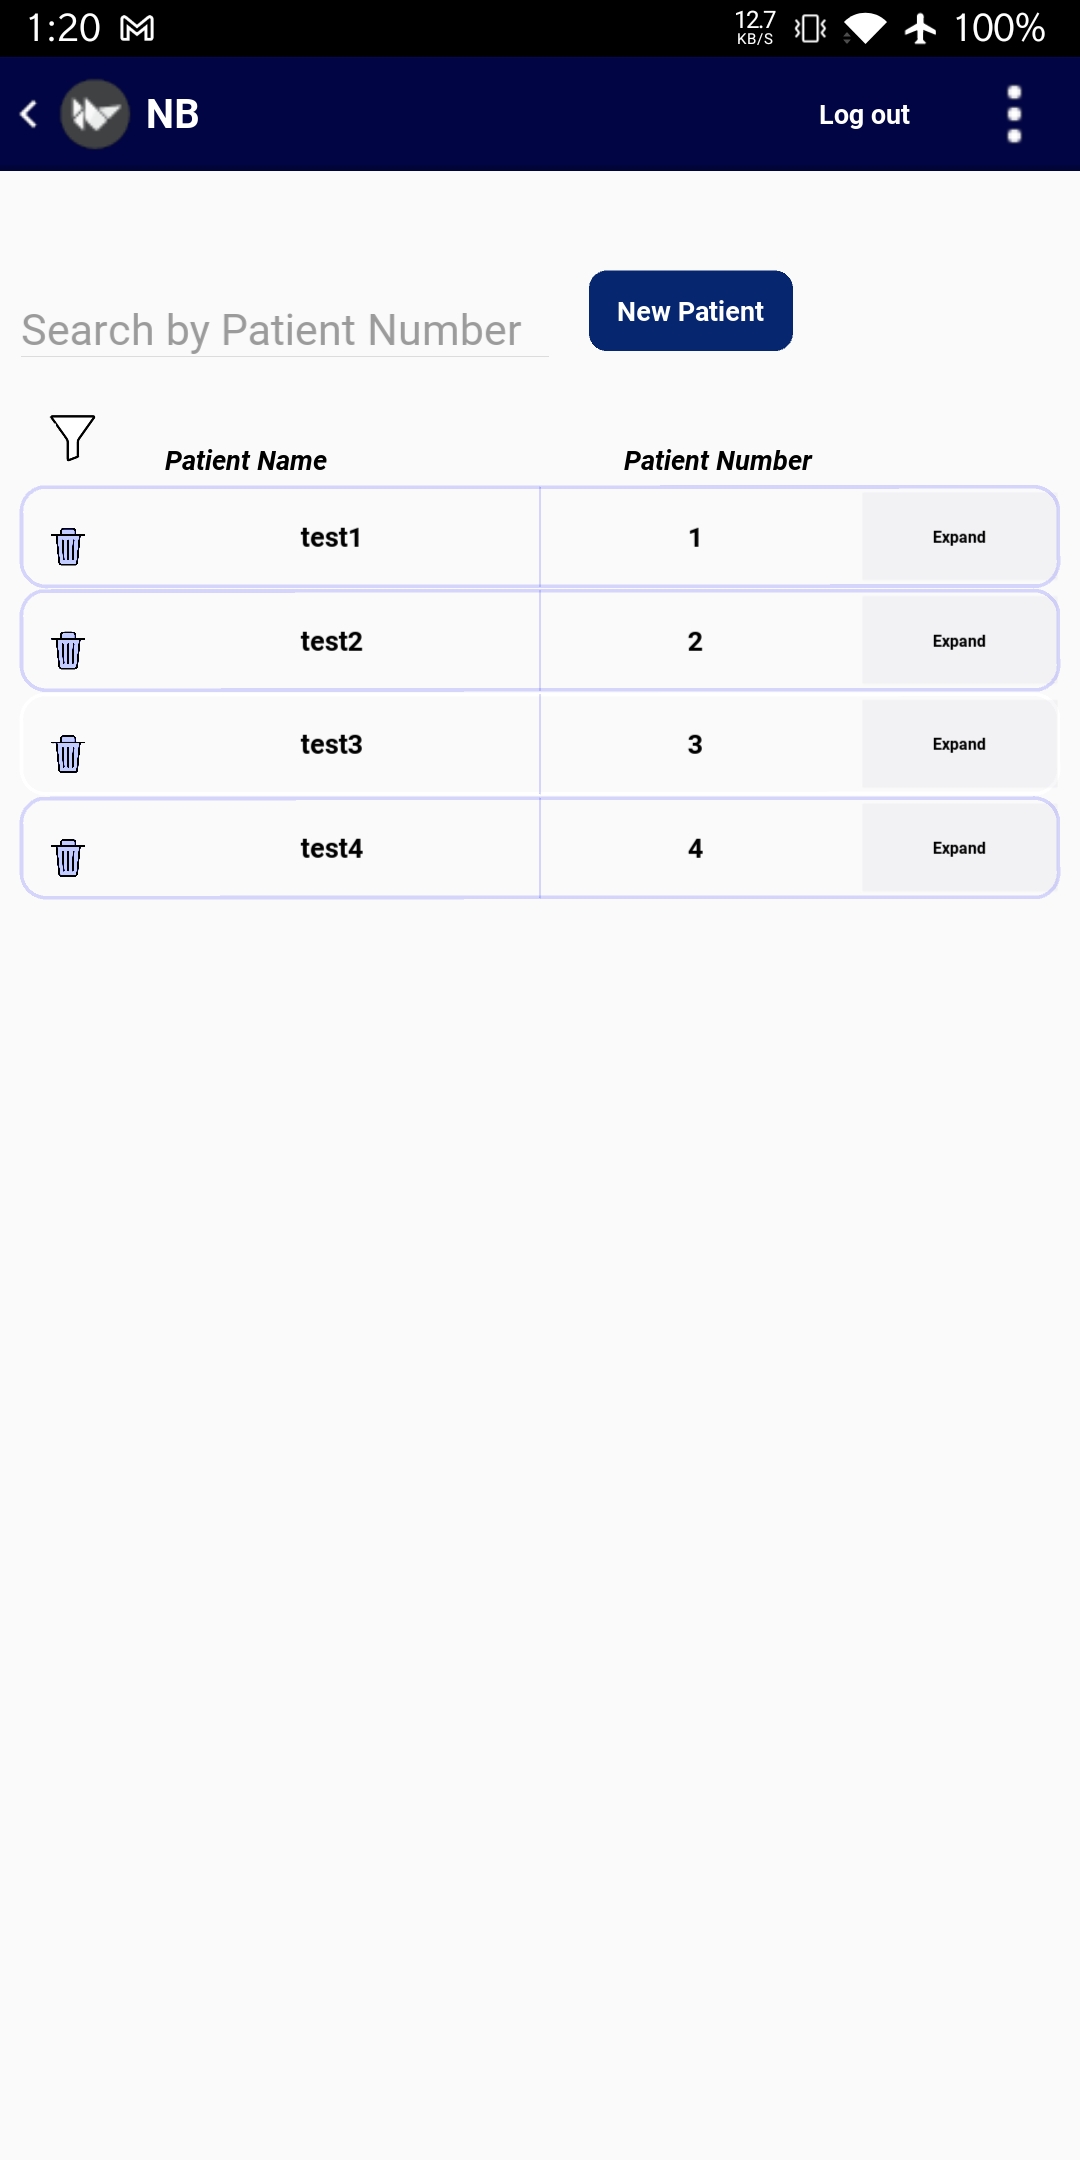 1:20 12.7 KB/S 100%
NB Log out
Search by Patient Number New Patient
Patient Name Patient Number
test1 1 Expand
test2 2 Expand
test3 3 Expand
test4 4 Expand